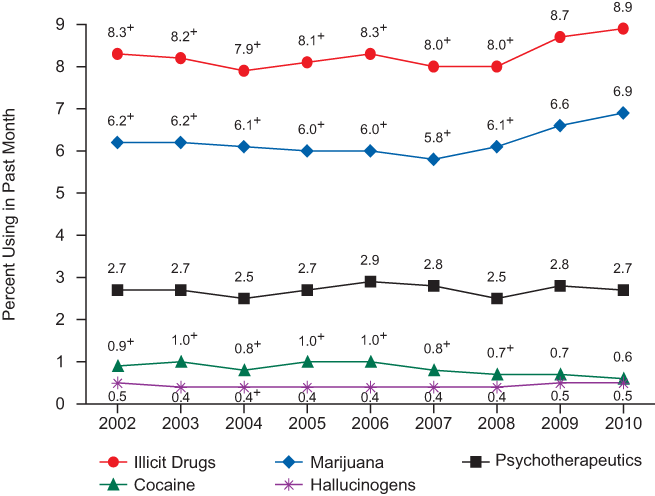 Percent Using in Past Month
9
8
7
6
5
4
3
2
1
0
8.3+ 8.2+ 7.9+ 8.1+ 8.3+ 8.0+ 8.0+ 8.7 8.9
6.2+ 6.2+ 6.1+ 6.0+ 6.0+ 5.8+ 6.1+ 6.6 6.9
2.7 2.7 2.5 2.7 2.9 2.8 2.5 2.8 2.7
0.9+ 1.0+ 0.8+ 1.0+ 1.0+ 0.8+ 0.7+ 0.7 0.6
0.5 0.4 0.4+ 0.4 0.4 0.4 0.4 0.5 0.5
2002 2003 2004 2005 2006 2007 2008 2009 2010
Illicit Drugs Marijuana Psychotherapeutics
Cocaine Hallucinogens